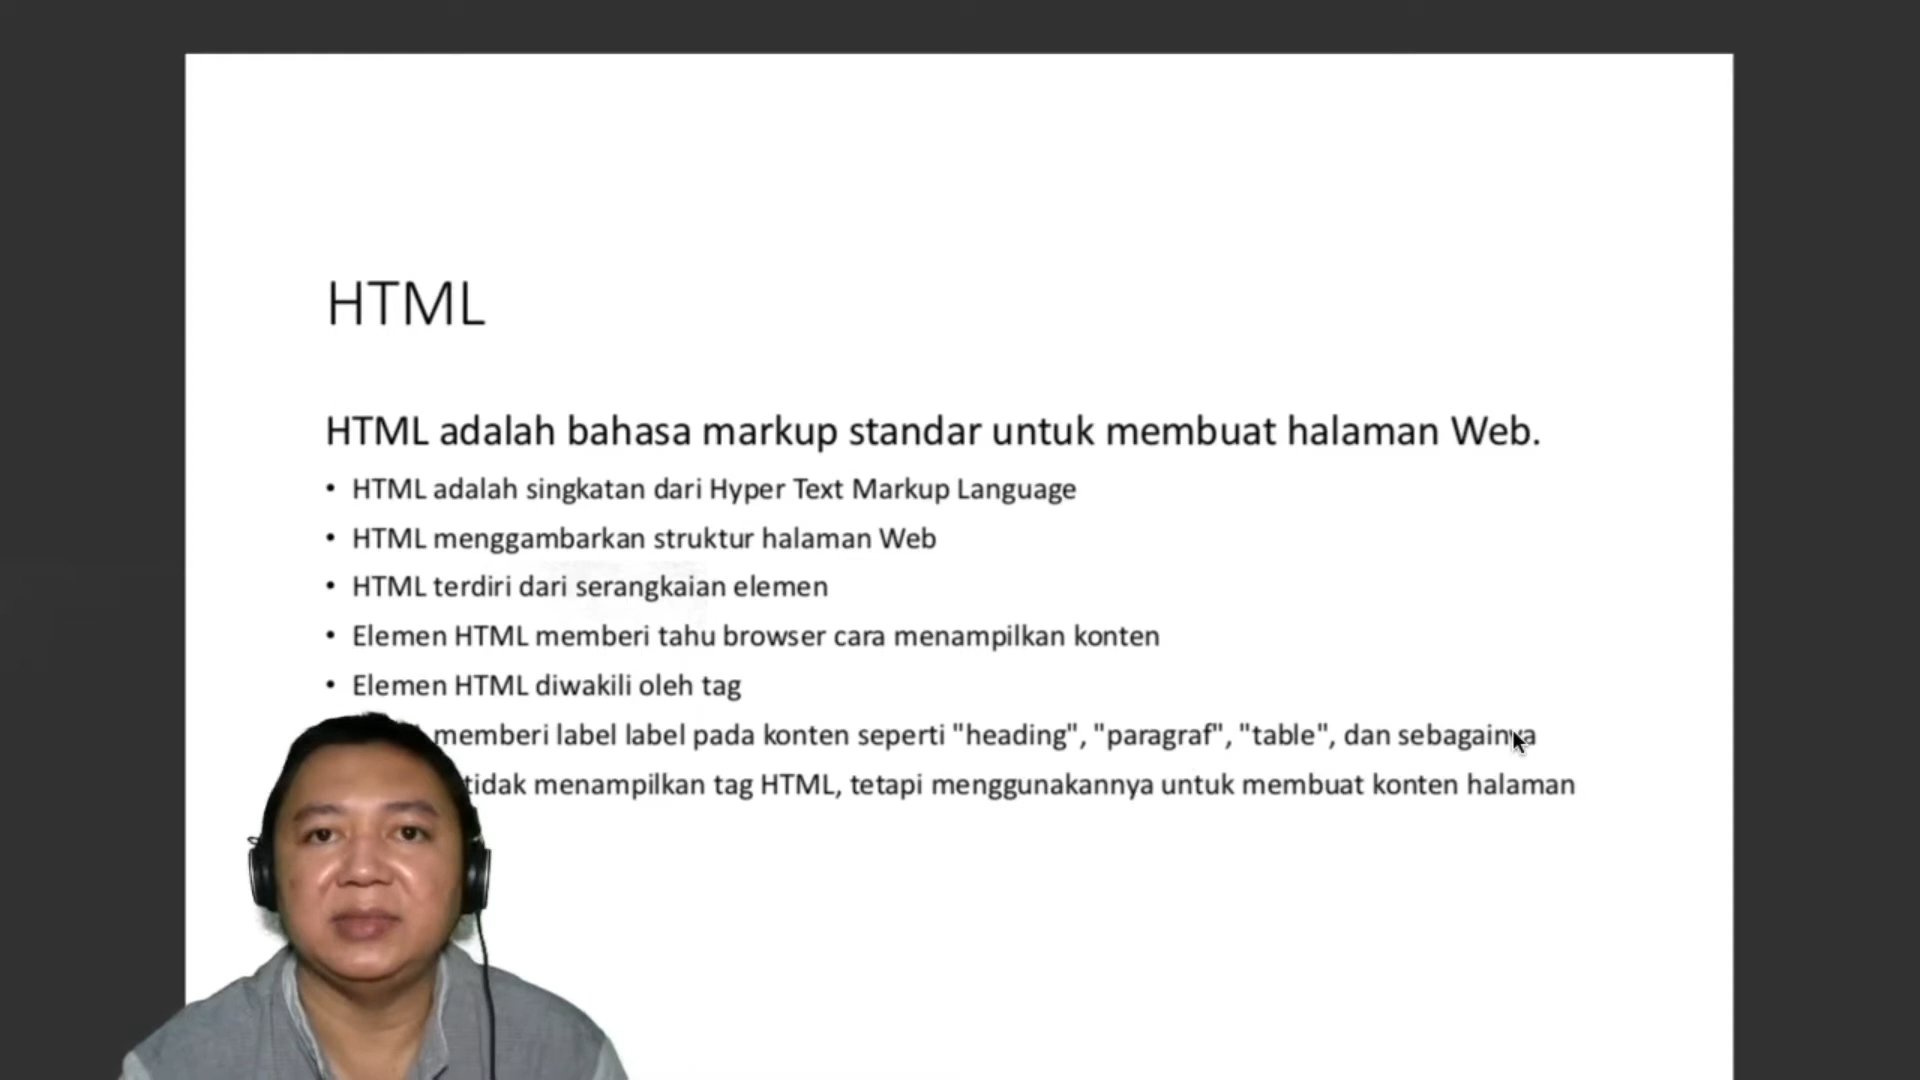 HTML
HTML adalah bahasa markup standar untuk membuat halaman Web.
• HTML adalah singkatan dari Hyper Text Markup Language
• HTML menggambarkan struktur halaman Web
• HTML terdiri dari serangkaian elemen
• Elemen HTML memberi tahu browser cara menampilkan konten
• Elemen HTML diwakili oleh tag
memberi label label pada konten seperti "heading", "paragraf", "table", dan sebagainya
tidak menampilkan tag HTML, tetapi menggunakannya untuk membuat konten halaman